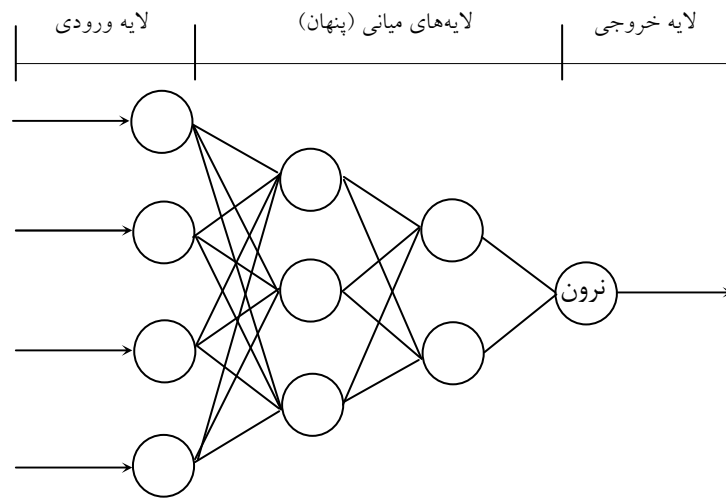 لایه خروجی
لایه‌های میانی (پنهان)
لایه ورودی
نرون